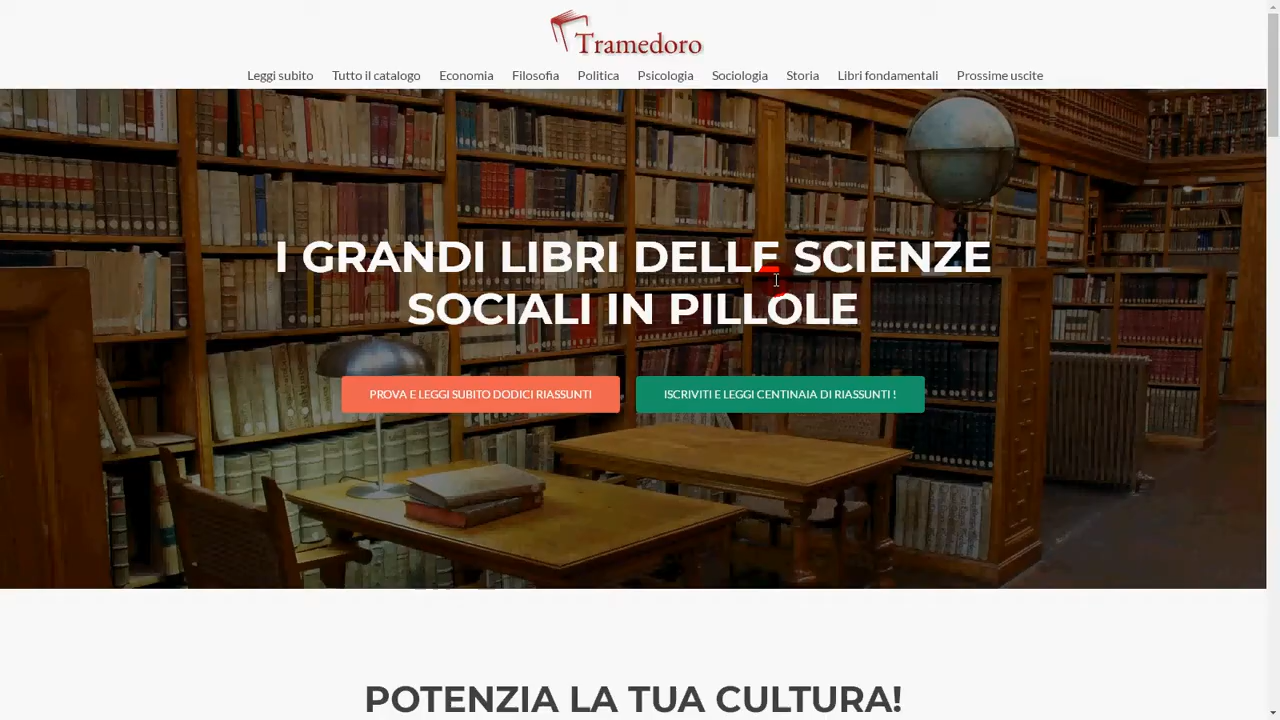 Tramedoro
Leggi subito Tutto il catalogo Economia Filosofia Politica Psicologia Sociologia Storia Libri fondamentali Prossime uscite
I GRANDI LIBRI DELLE SCIENZE
SOCIALI IN PILLOLE
PROVA E LEGGI SUBITO DODICI RIASSUNTI ISCRIVITI E LEGGI CENTINAIA DI RIASSUNTI !
POTENZIA LA TUA CULTURA!